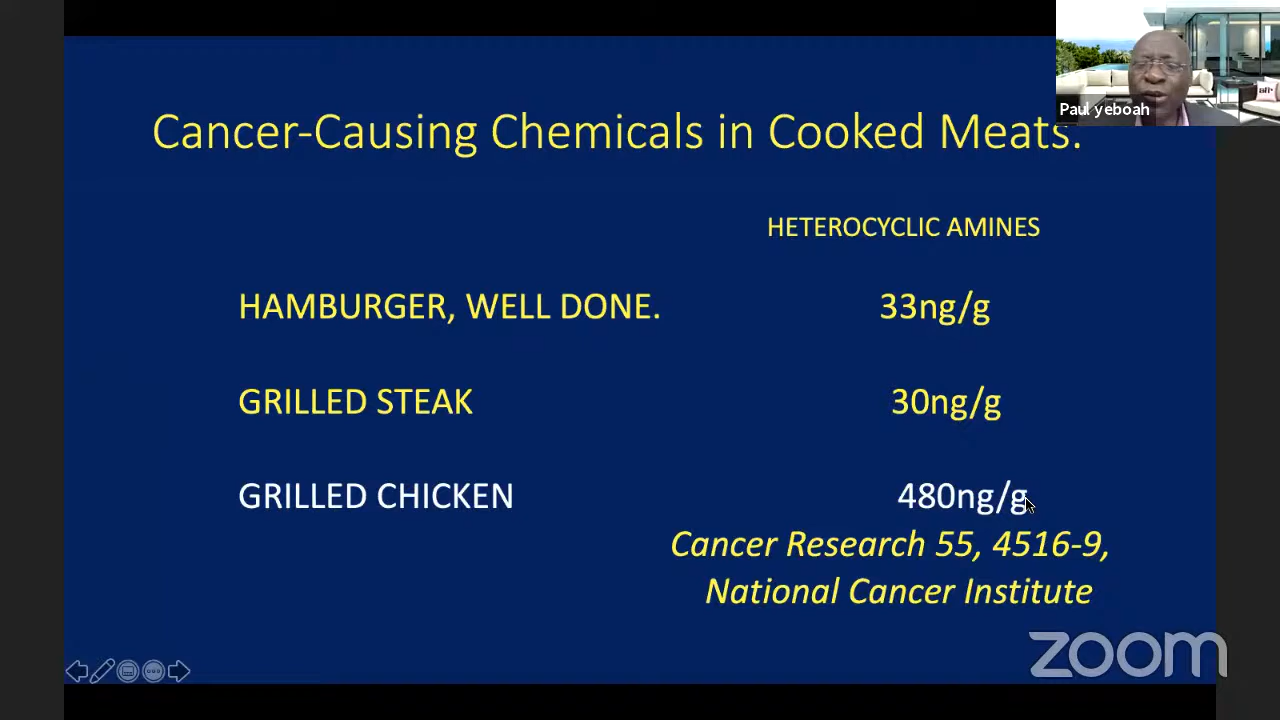 Paul yeboah
Cancer-Causing Chemicals in Cooked Meats.
HETEROCYCLIC AMINES
HAMBURGER, WELL DONE. 33ng/g
GRILLED STEAK 30ng/g
GRILLED CHICKEN 480ng/g
Cancer Research 55, 4516-9,
National Cancer Institute
zoom